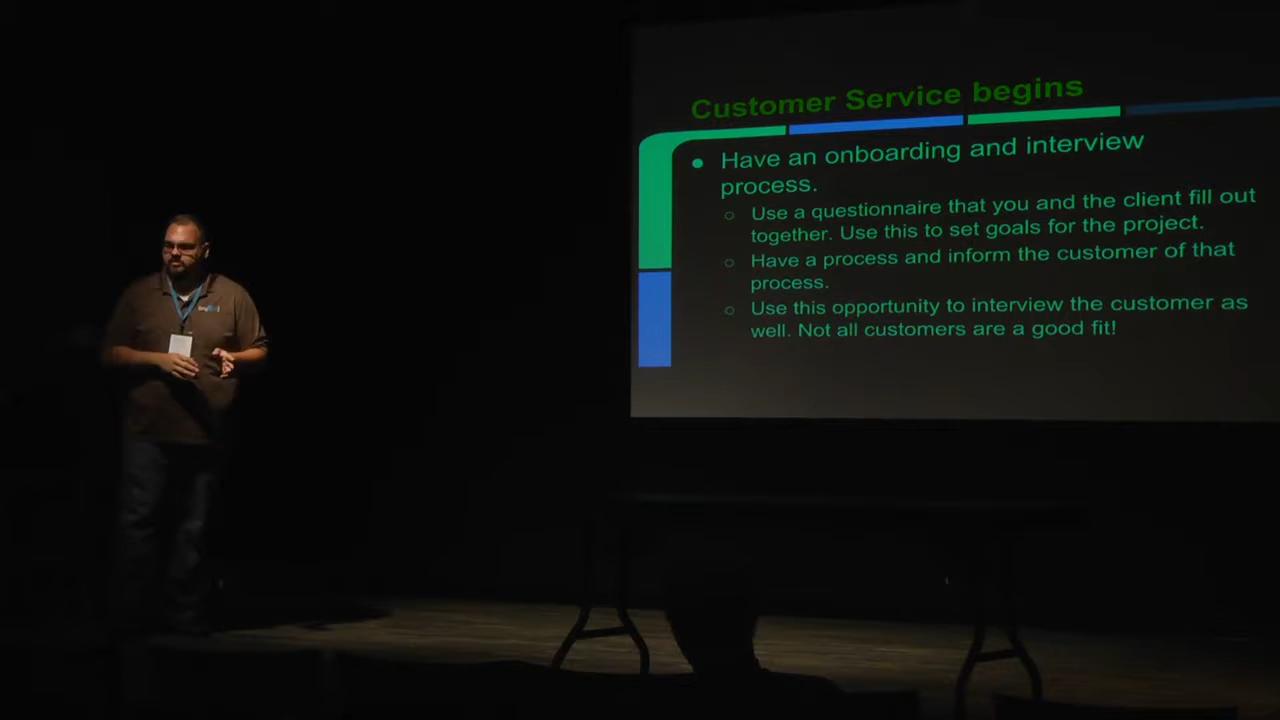 Customer Service begins
● Have an onboarding and interview
process.
○ Use a questionnaire that you and the client fill out
together. Use this to set goals for the project.
○ Have a process and inform the customer of that
process.
○ Use this opportunity to interview the customer as
well. Not all customers are a good fit!